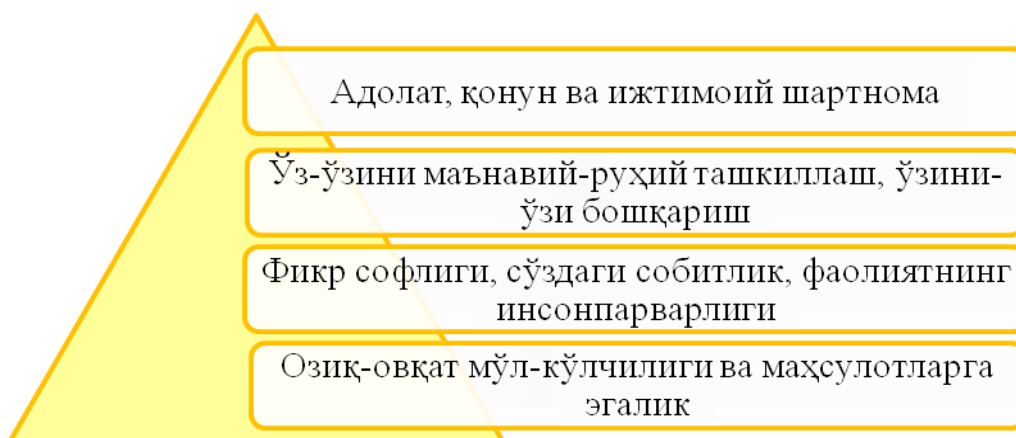 Адолат, қонун ва ижтимоий шартнома
Ўз-ўзини маънавий-руҳий ташкиллаш, ўзини-
ўзи бошқариш
Фикр софлиги, сўздаги собитлик, фаолиятнинг
инсонпарварлиги
Озиқ-овқат мўл-кўлчилиги ва маҳсулотларга
эгалик